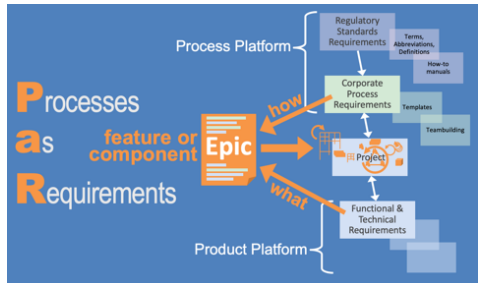 Processes
as
Requirements
Process Platform
Regulatory
Standards
Requirements
Terms,
Abbreviations,
Definitions
How-to
manuals
Corporate
Process
Requirements
Templates
Teambuilding
how
feature or
component
Epic
Project
what
Functional &
Technical
Requirements
Product Platform